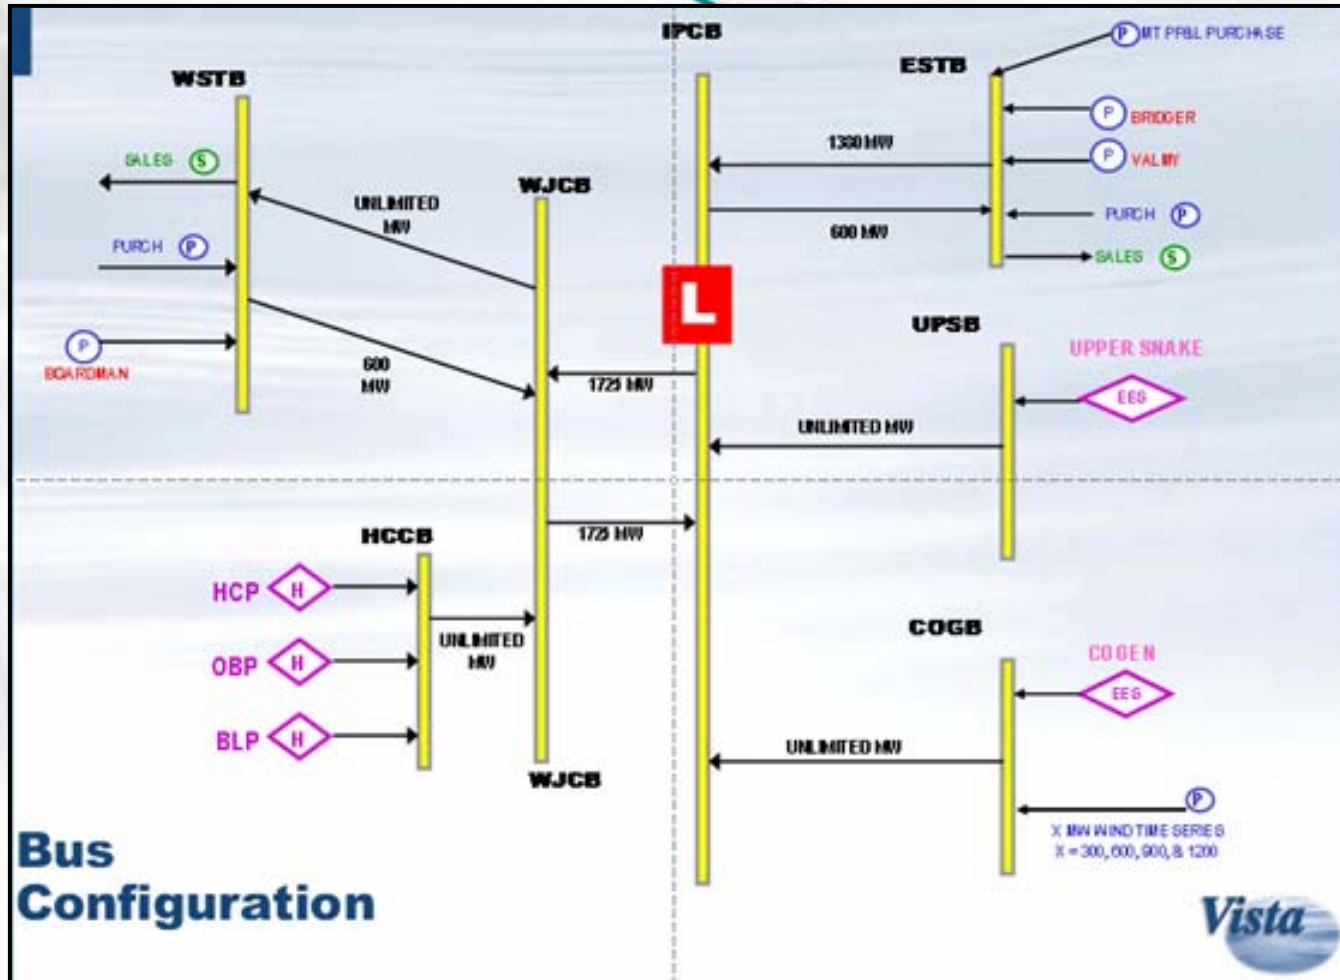 IPCB
P MT PR&L PURCHASE
ESTB
WSTB
P BRIDGER
1380 MW
P VALMY
SALES S
WJCB
UNLIMITED
MW
PURCH P
600 MW
PURCH P
SALES S
L
UPSB
UPPER SNAKE
P
BOARDMAN
600
MW
1725 MW
EES
UNLIMITED MW
1725 MW
HCCB
HCP H
UNLIMITED
MW
COGB
COGEN
OBP H
EES
BLP H
UNLIMITED MW
WJCB
P
X MW WIND TIME SERIES
X = 300, 600, 900, & 1200
Bus
Configuration
Vista